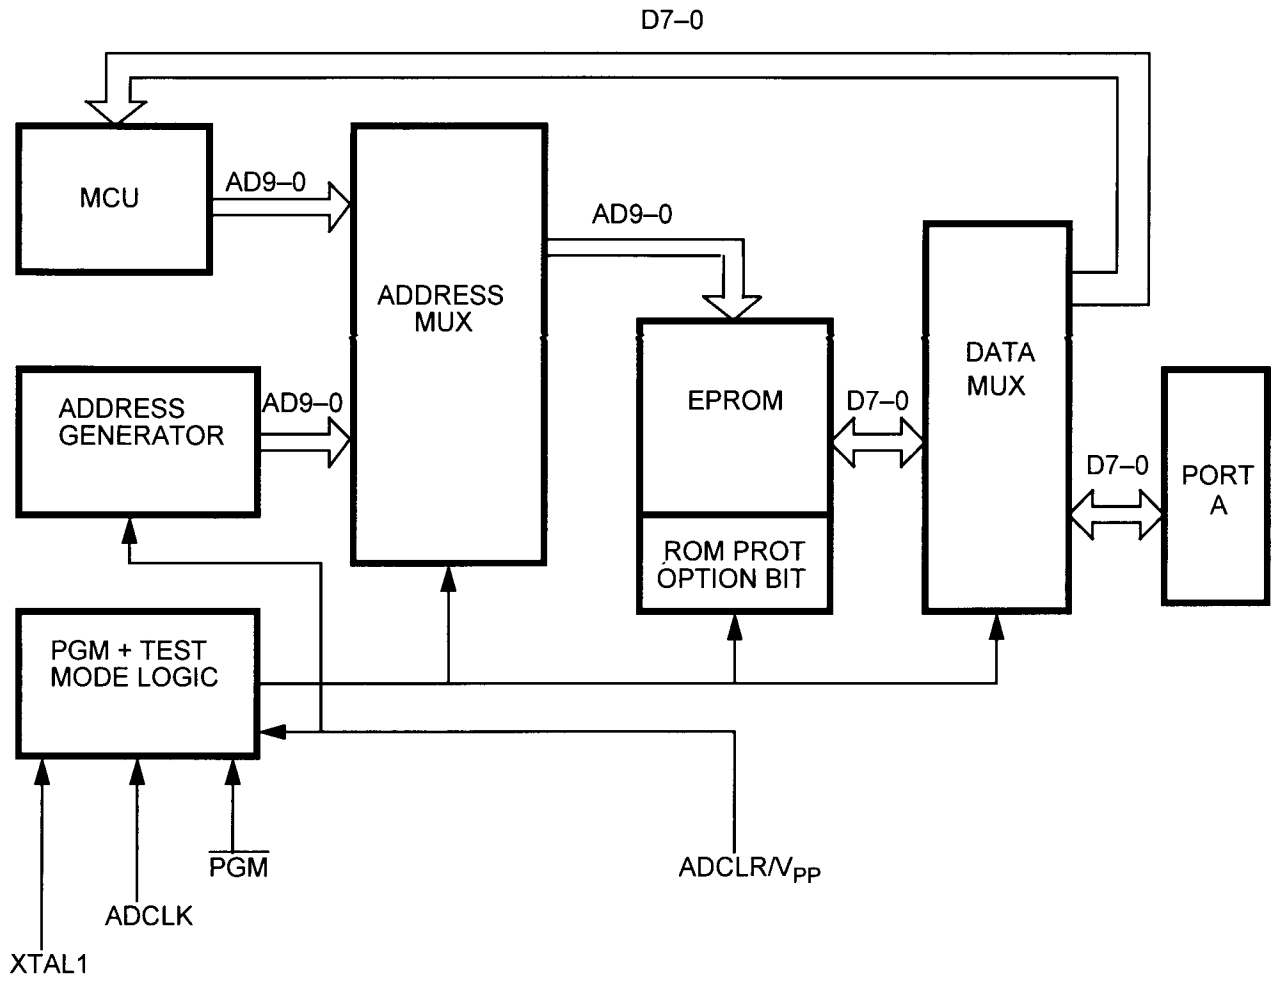 D7–0
MCU
AD9–0
AD9–0
ADDRESS
MUX
DATA
MUX
EPROM
D7–0
ADDRESS
GENERATOR
AD9–0
D7–0
PORT
A
ROM PROT
OPTION BIT
PGM + TEST
MODE LOGIC
PGM
ADCLR/VPP
ADCLK
XTAL1